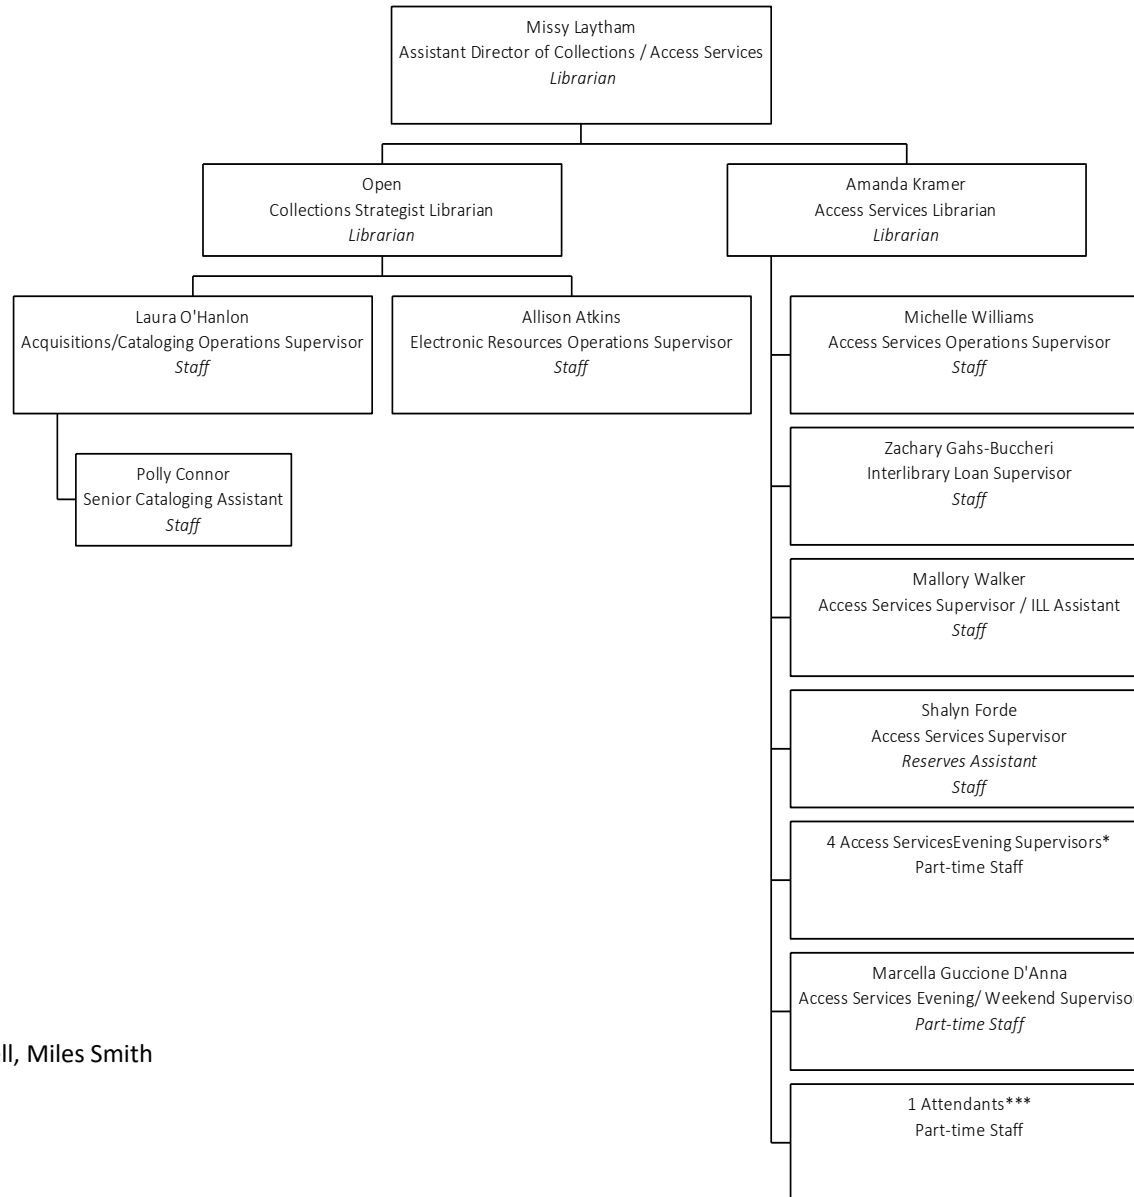 Missy Laytham
Assistant Director of Collections / Access Services
Librarian
Open
Collections Strategist Librarian
Librarian
Amanda Kramer
Access Services Librarian
Librarian
Laura O'Hanlon
Acquisitions/Cataloging Operations Supervisor
Staff
Allison Atkins
Electronic Resources Operations Supervisor
Staff
Michelle Williams
Access Services Operations Supervisor
Staff
Polly Connor
Senior Cataloging Assistant
Staff
Zachary Gahs-Buccheri
Interlibrary Loan Supervisor
Staff
Mallory Walker
Access Services Supervisor / ILL Assistant
Staff
Shalyn Forde
Access Services Supervisor
Reserves Assistant
Staff
4 Access ServicesEvening Supervisors*
Part-time Staff
Marcella Guccione D'Anna
Access Services Evening/ Weekend Superviso
Part-time Staff
ll, Miles Smith
1 Attendants***
Part-time Staff